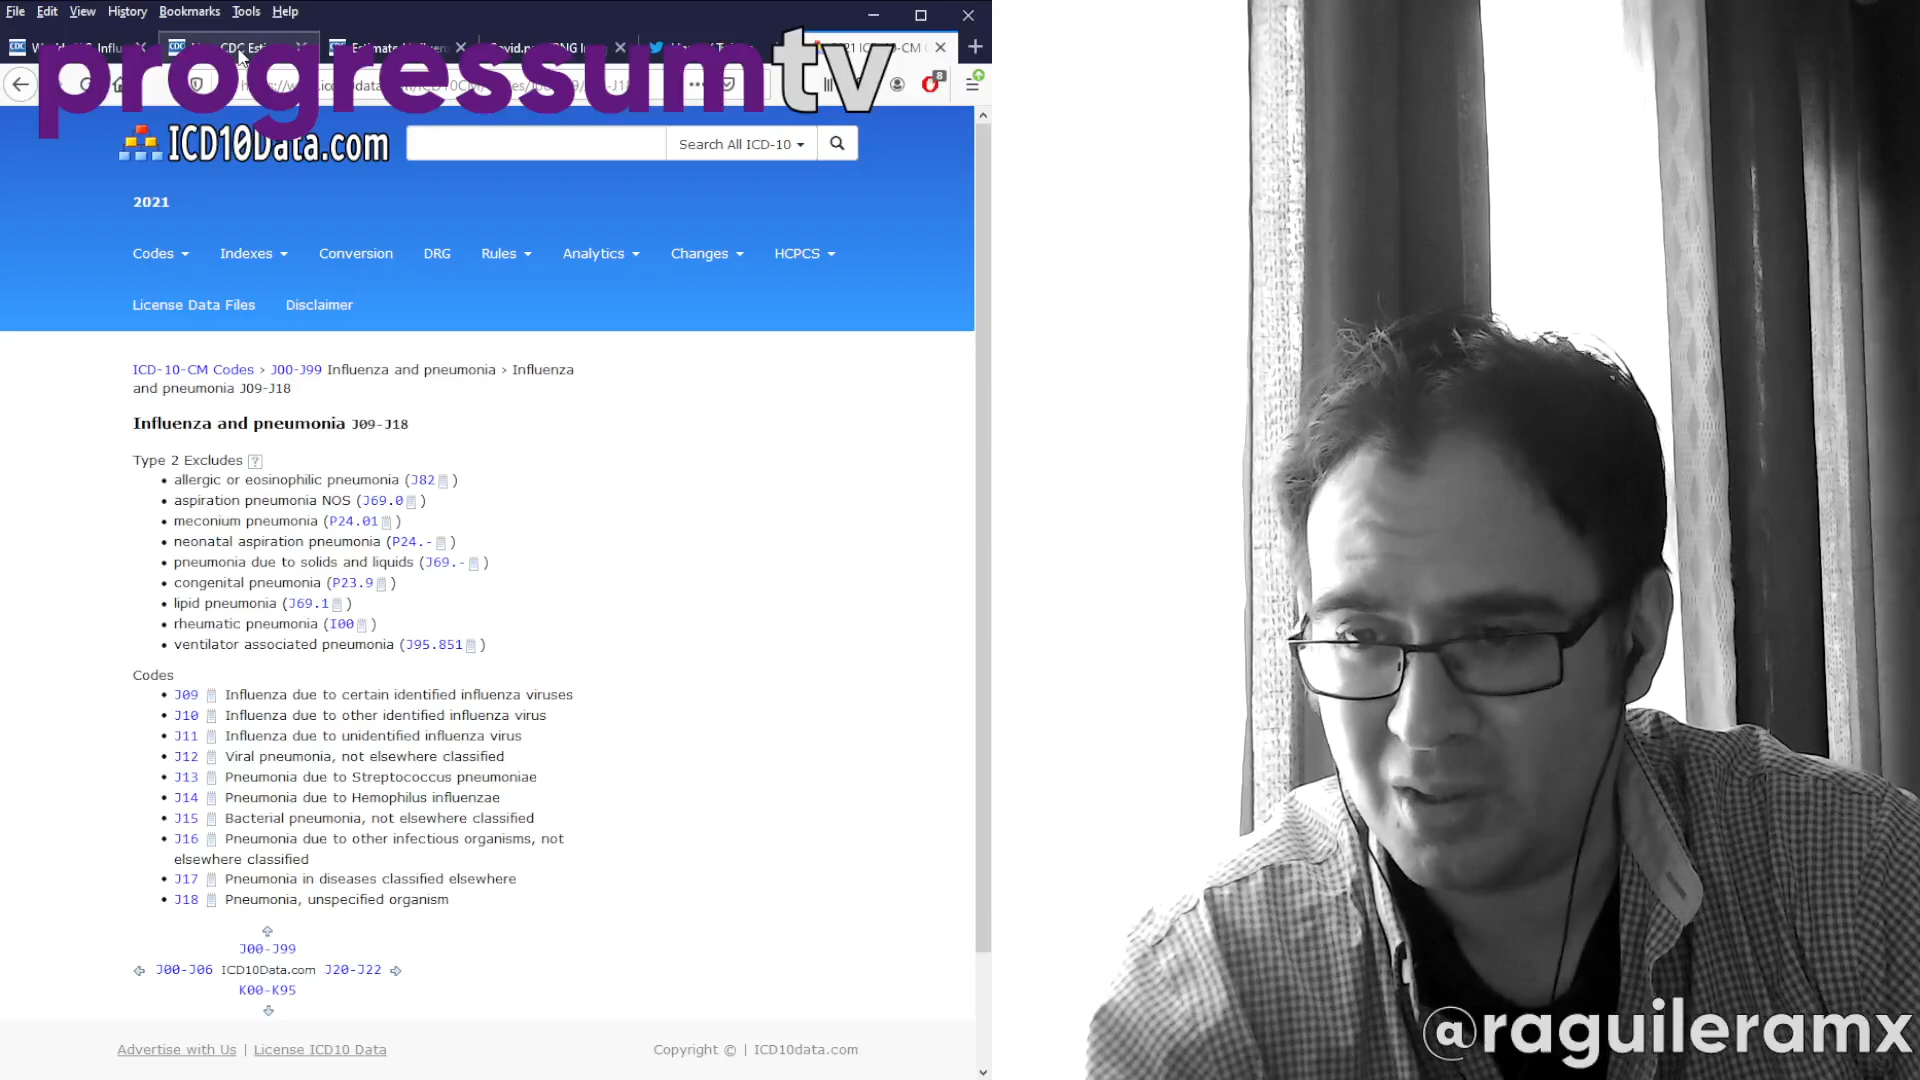 File Edit View History Bookmarks Tools Help
progressumtv
ICD10Data.com
Search All ICD-10
2021
Codes Indexes Conversion DRG Rules Analytics Changes HCPCS
License Data Files Disclaimer
ICD-10-CM Codes › J00-J99 Influenza and pneumonia › Influenza
and pneumonia J09-J18
Influenza and pneumonia J09-J18
Type 2 Excludes ?
allergic or eosinophilic pneumonia (J82 )
aspiration pneumonia NOS (J69.0 )
meconium pneumonia (P24.01 )
neonatal aspiration pneumonia (P24.- )
pneumonia due to solids and liquids (J69.- )
congenital pneumonia (P23.9 )
lipid pneumonia (J69.1 )
rheumatic pneumonia (I00 )
ventilator associated pneumonia (J95.851 )
Codes
J09 Influenza due to certain identified influenza viruses
J10 Influenza due to other identified influenza virus
J11 Influenza due to unidentified influenza virus
J12 Viral pneumonia, not elsewhere classified
J13 Pneumonia due to Streptococcus pneumoniae
J14 Pneumonia due to Hemophilus influenzae
J15 Bacterial pneumonia, not elsewhere classified
J16 Pneumonia due to other infectious organisms, not
elsewhere classified
J17 Pneumonia in diseases classified elsewhere
J18 Pneumonia, unspecified organism
J00-J99
J00-J06 ICD10Data.com J20-J22
K00-K95
Advertise with Us | License ICD10 Data Copyright © | ICD10data.com
@raguileramx